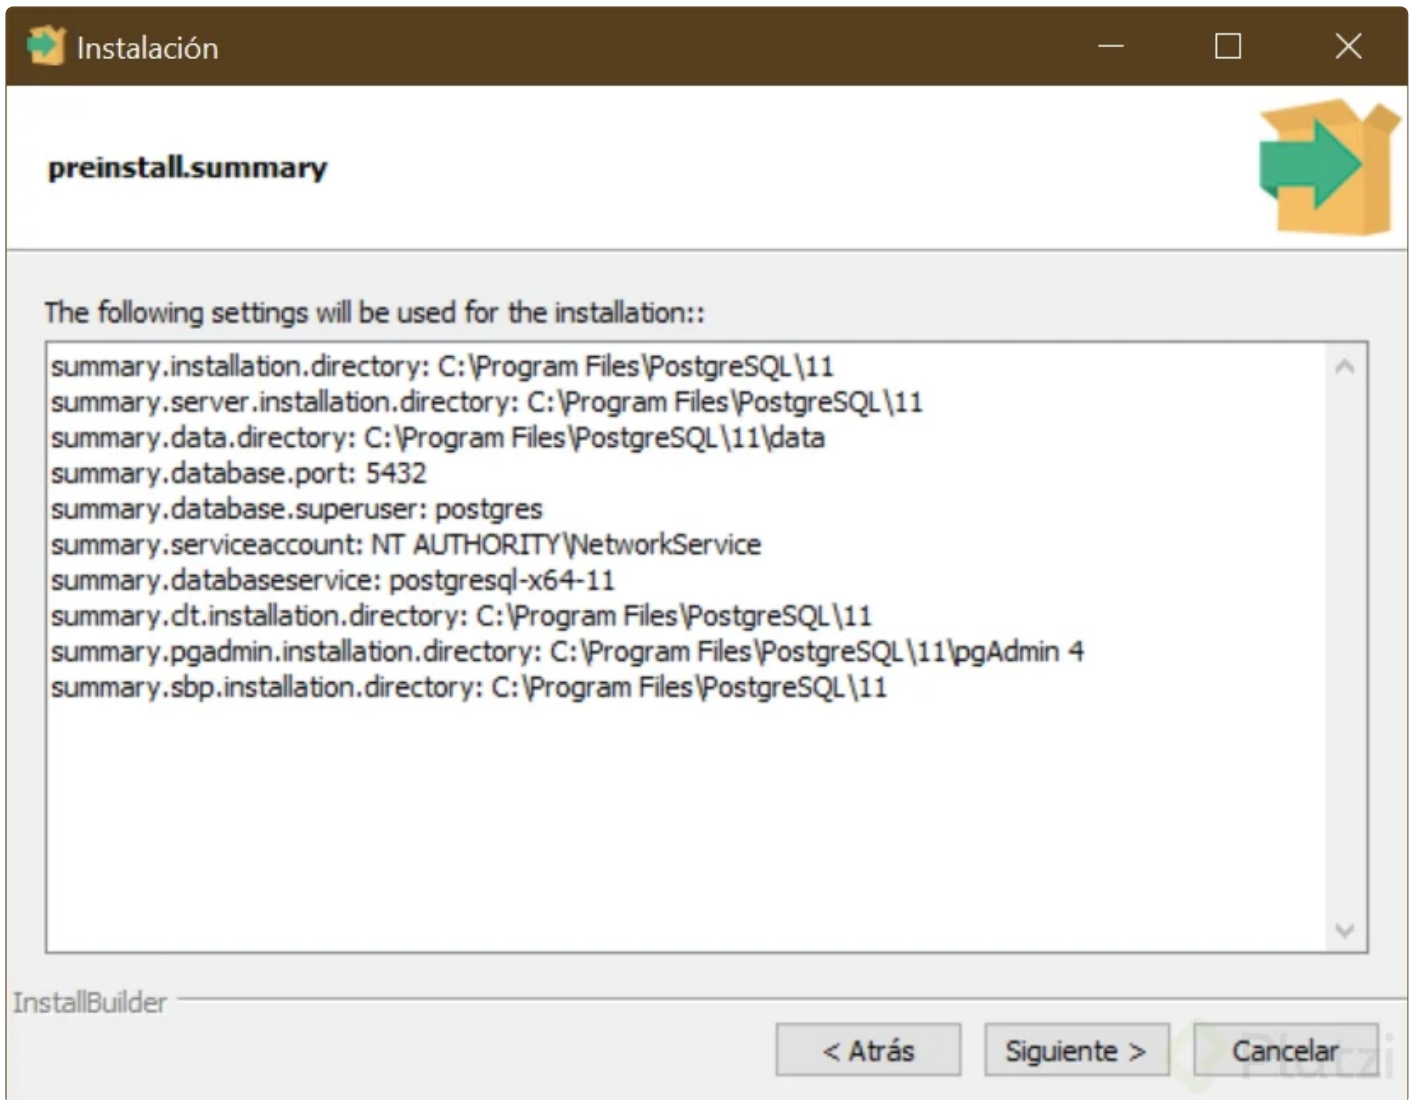 Instalación
preinstall.summary
The following settings will be used for the installation::
summary.installation.directory: C:\Program Files\PostgreSQL\11
summary.server.installation.directory: C:\Program Files\PostgreSQL\11
summary.data.directory: C:\Program Files\PostgreSQL\11\data
summary.database.port: 5432
summary.database.superuser: postgres
summary.serviceaccount: NT AUTHORITY\NetworkService
summary.databaseservice: postgresql-x64-11
summary.clt.installation.directory: C:\Program Files\PostgreSQL\11
summary.pgadmin.installation.directory: C:\Program Files\PostgreSQL\11\pgAdmin 4
summary.sbp.installation.directory: C:\Program Files\PostgreSQL\11
InstallBuilder
< Atrás Siguiente > Cancelar
Platzi